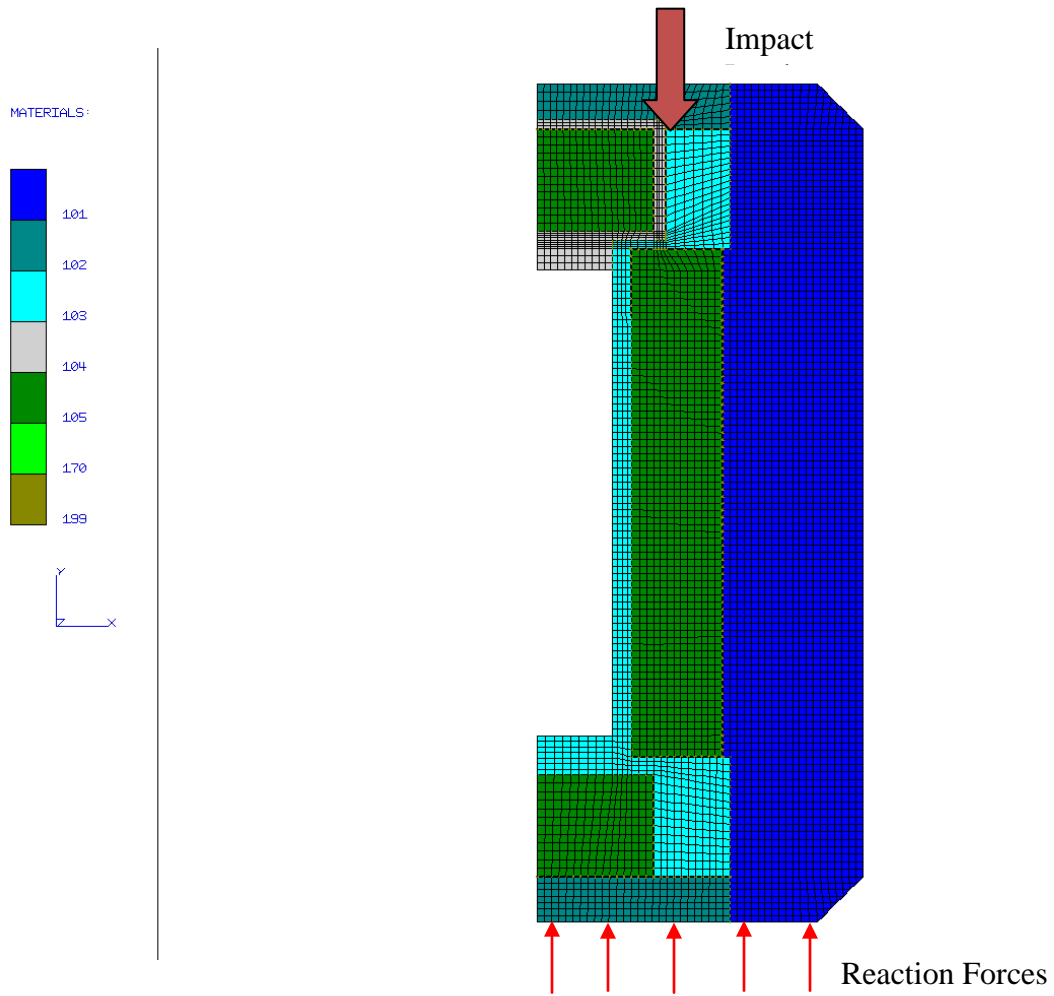 Impact
MATERIALS:
101
102
103
104
105
170
199
Y
Z
X
Reaction Forces